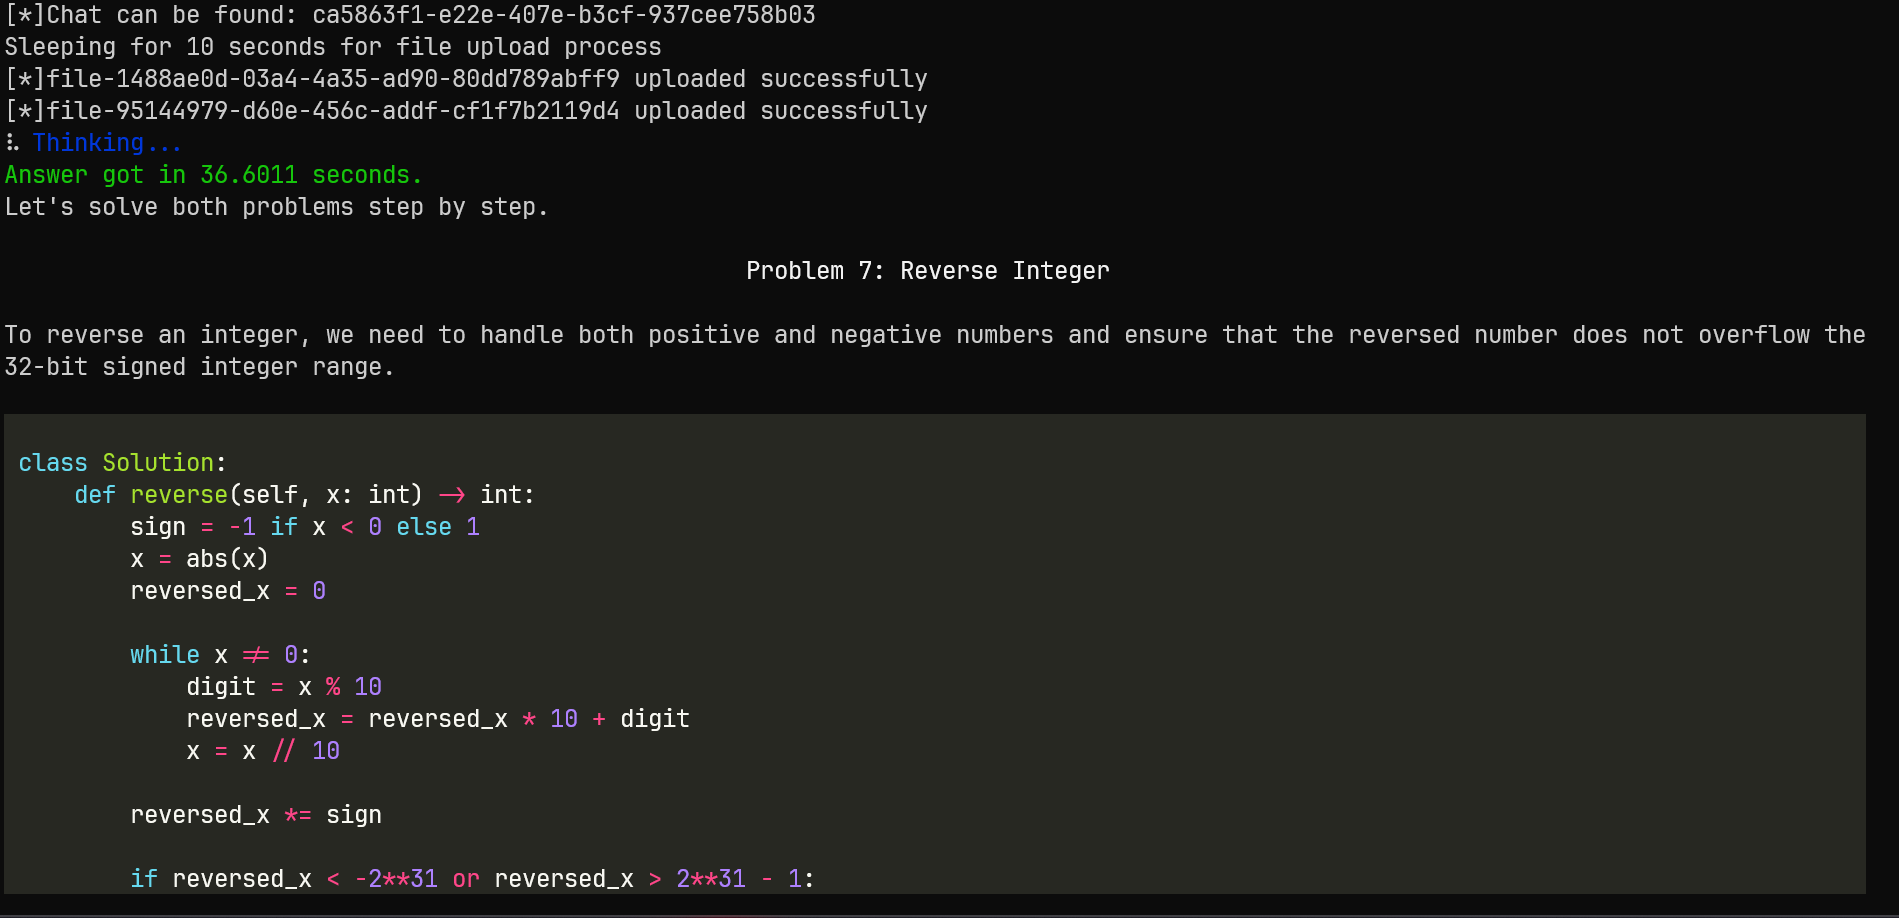 [*]Chat can be found: ca5863f1-e22e-407e-b3cf-937cee758b03
Sleeping for 10 seconds for file upload process
[*]file-1488ae0d-03a4-4a35-ad90-80dd789abff9 uploaded successfully
[*]file-95144979-d60e-456c-addf-cf1f7b2119d4 uploaded successfully
⠧ Thinking...
Answer got in 36.6011 seconds.
Let's solve both problems step by step.
Problem 7: Reverse Integer
To reverse an integer, we need to handle both positive and negative numbers and ensure that the reversed number does not overflow the
32-bit signed integer range.
class Solution:
    def reverse(self, x: int) -> int:
        sign = -1 if x < 0 else 1
        x = abs(x)
        reversed_x = 0
        while x != 0:
            digit = x % 10
            reversed_x = reversed_x * 10 + digit
            x = x // 10
        reversed_x *= sign
        if reversed_x < -2**31 or reversed_x > 2**31 - 1: